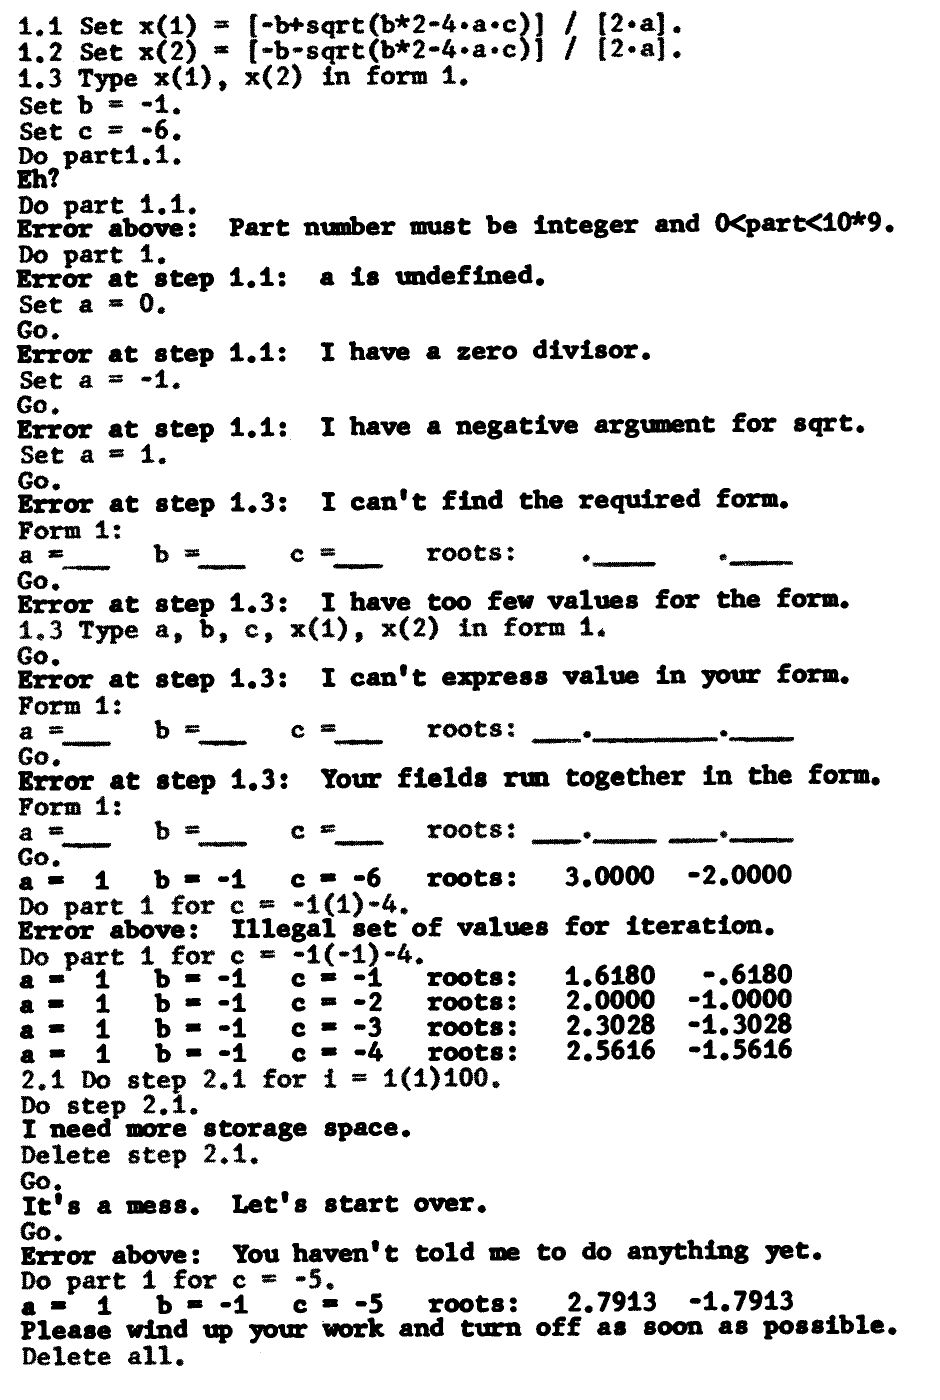 1.1 Set x(1) = [-b+sqrt(b*2-4·a·c)] / [2·a].
1.2 Set x(2) = [-b-sqrt(b*2-4·a·c)] / [2·a].
1.3 Type x(1), x(2) in form 1.
Set b = -1.
Set c = -6.
Do part1.1.
Eh?
Do part 1.1.
Error above:  Part number must be integer and 0<part<10*9.
Do part 1.
Error at step 1.1:  a is undefined.
Set a = 0.
Go.
Error at step 1.1:  I have a zero divisor.
Set a = -1.
Go.
Error at step 1.1:  I have a negative argument for sqrt.
Set a = 1.
Go.
Error at step 1.3:  I can't find the required form.
Form 1:
a =___   b =___   c =___   roots:    .____    .____
Go.
Error at step 1.3:  I have too few values for the form.
1.3 Type a, b, c, x(1), x(2) in form 1.
Go.
Error at step 1.3:  I can't express value in your form.
Form 1:
a =___   b =___   c =___   roots: ___.________.____
Go.
Error at step 1.3:  Your fields run together in the form.
Form 1:
a =___   b =___   c =___   roots: ___.____ ___.____
Go.
a =  1   b = -1   c = -6   roots:   3.0000  -2.0000
Do part 1 for c = -1(1)-4.
Error above:  Illegal set of values for iteration.
Do part 1 for c = -1(-1)-4.
a =  1   b = -1   c = -1   roots:   1.6180   -.6180
a =  1   b = -1   c = -2   roots:   2.0000  -1.0000
a =  1   b = -1   c = -3   roots:   2.3028  -1.3028
a =  1   b = -1   c = -4   roots:   2.5616  -1.5616
2.1 Do step 2.1 for i = 1(1)100.
Do step 2.1.
I need more storage space.
Delete step 2.1.
Go.
It's a mess.  Let's start over.
Go.
Error above:  You haven't told me to do anything yet.
Do part 1 for c = -5.
a =  1   b = -1   c = -5   roots:   2.7913  -1.7913
Please wind up your work and turn off as soon as possible.
Delete all.